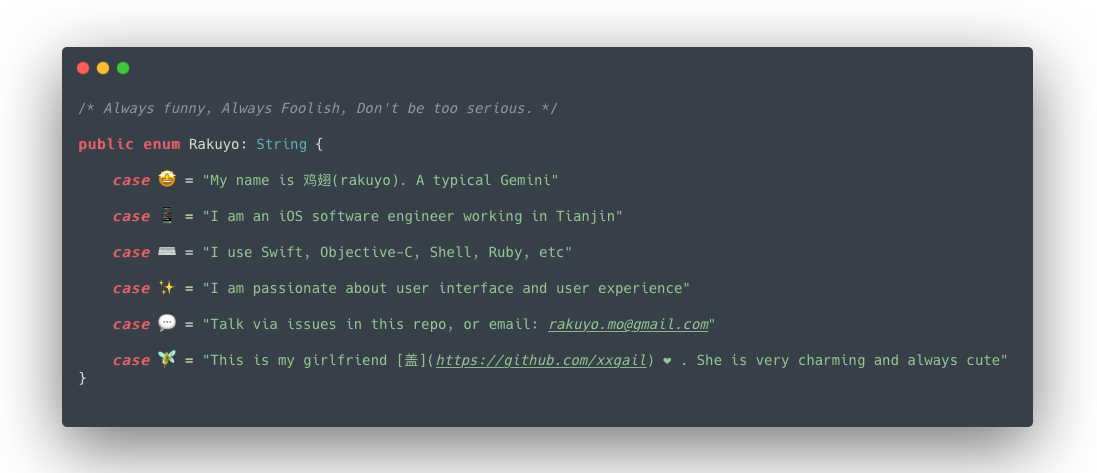 /* Always funny, Always Foolish, Don't be too serious. */
public enum Rakuyo: String {
case 🤩 = "My name is 鸡翅(rakuyo). A typical Gemini"
case 📱 = "I am an iOS software engineer working in Tianjin"
case ⌨️ = "I use Swift, Objective-C, Shell, Ruby, etc"
case ✨ = "I am passionate about user interface and user experience"
case 💬 = "Talk via issues in this repo, or email: rakuyo.mo@gmail.com"
case 🧚 = "This is my girlfriend [盖](https://github.com/xxgail) ❤ . She is very charming and always cute"
}